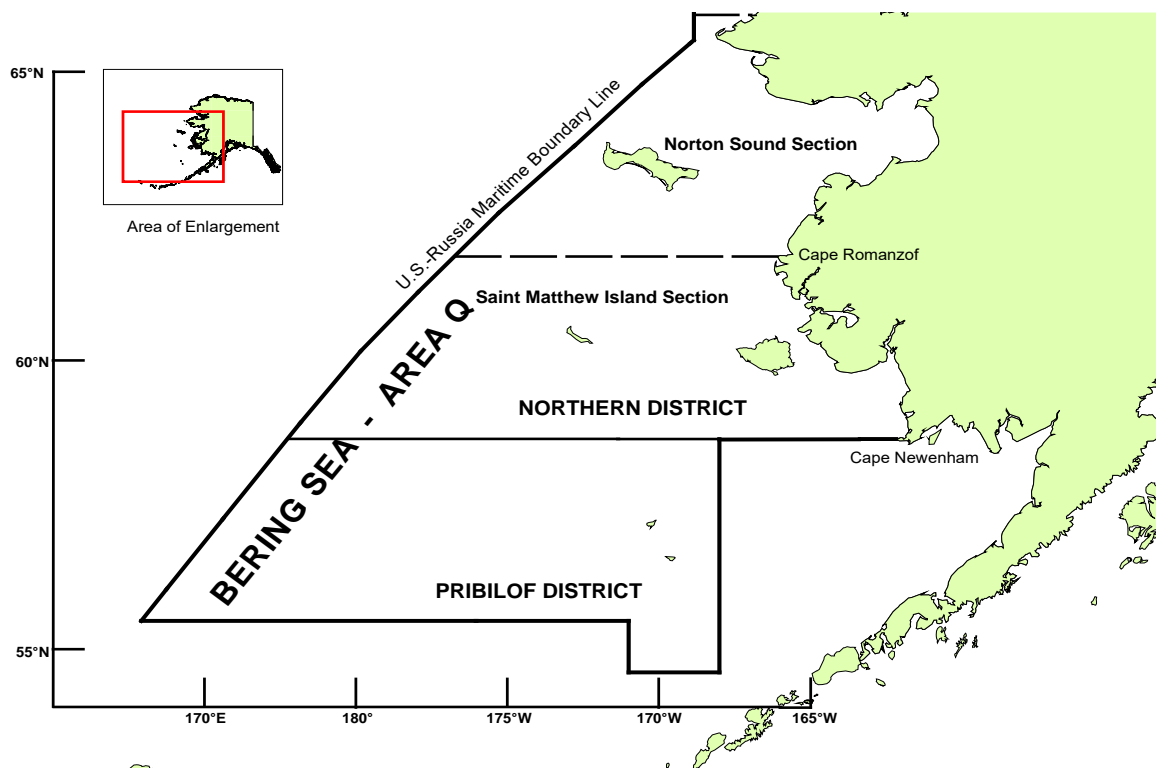 65°N
Norton Sound Section
U.S.-Russia Maritime Boundary Line
Area of Enlargement
Cape Romanzof
Saint Matthew Island Section
BERING SEA - AREA Q
60°N
NORTHERN DISTRICT
Cape Newenham
PRIBILOF DISTRICT
55°N
170°E
180°
175°W
170°W
165°W